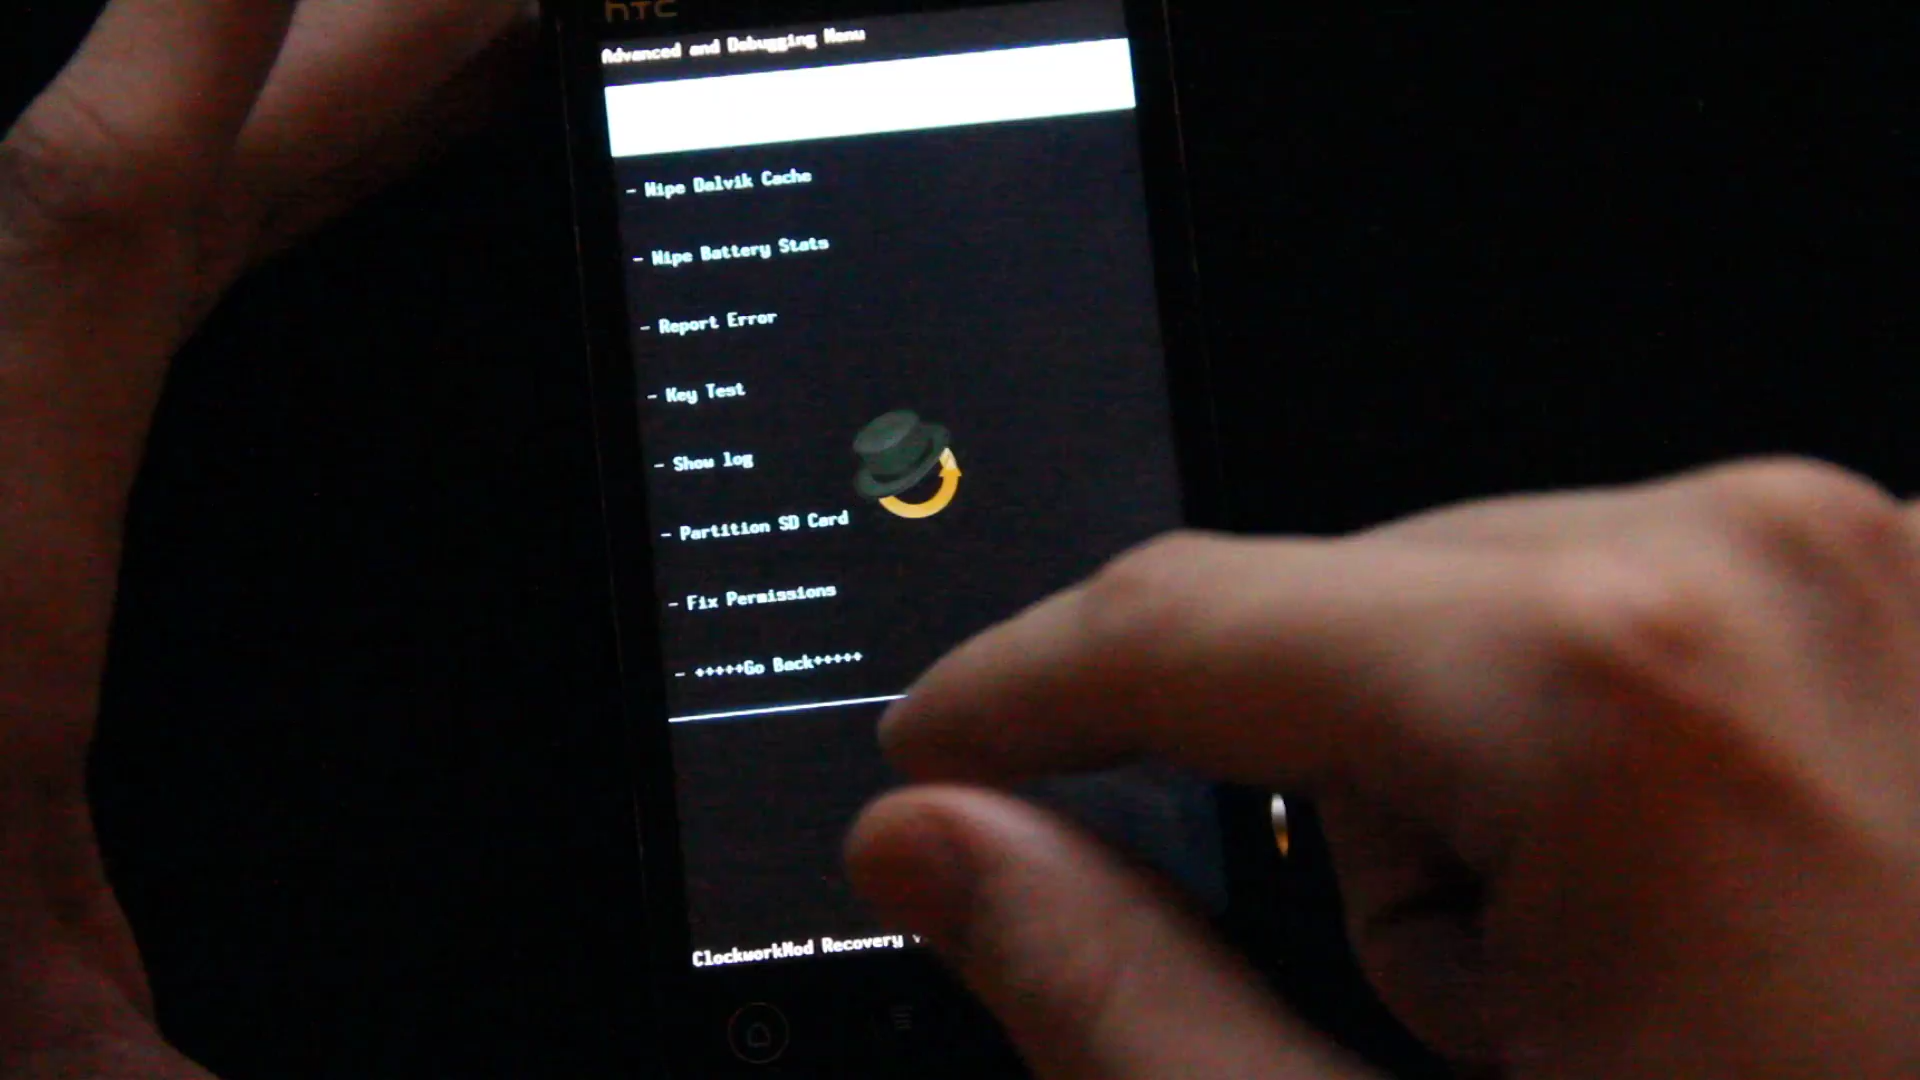 hTC
Advanced and Debugging Menu
- Wipe Dalvik Cache
- Wipe Battery Stats
- Report Error
- Key Test
- Show log
- Partition SD Card
- Fix Permissions
- +++++Go Back+++++
ClockworkMod Recovery